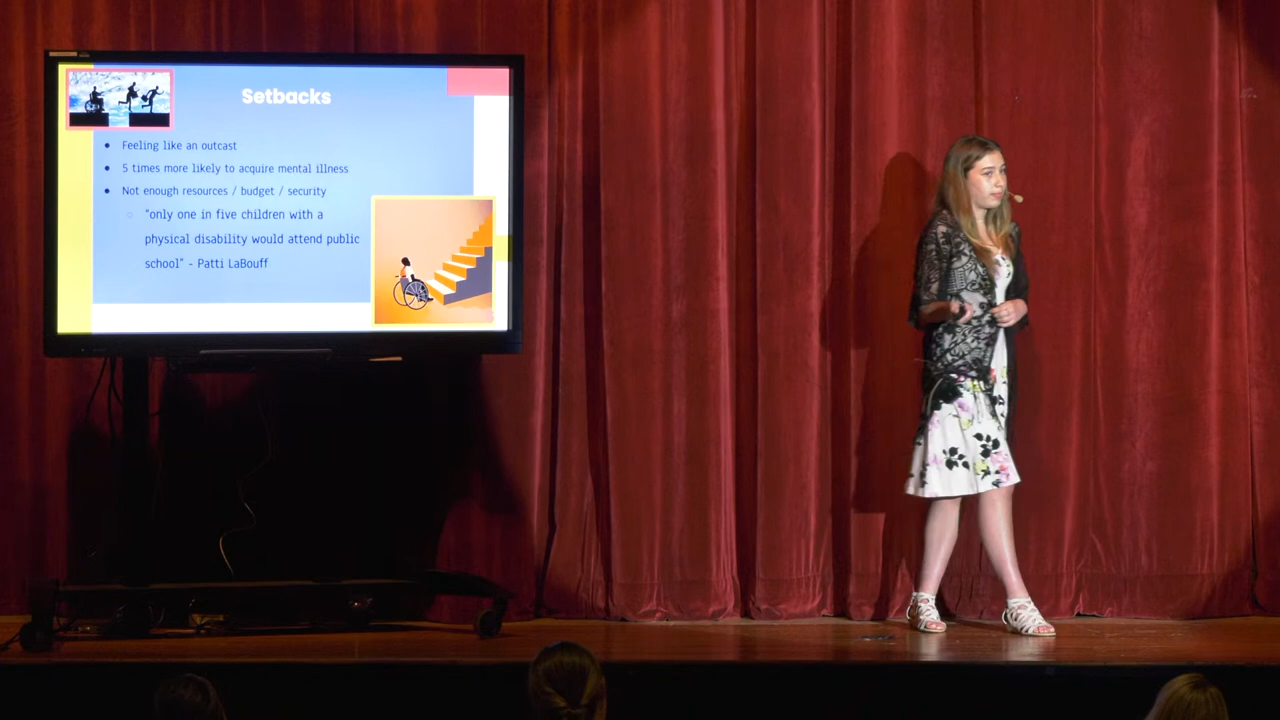 Setbacks
● Feeling like an outcast
● 5 times more likely to acquire mental illness
● Not enough resources / budget / security
○ "only one in five children with a
physical disability would attend public
school" - Patti LaBouff